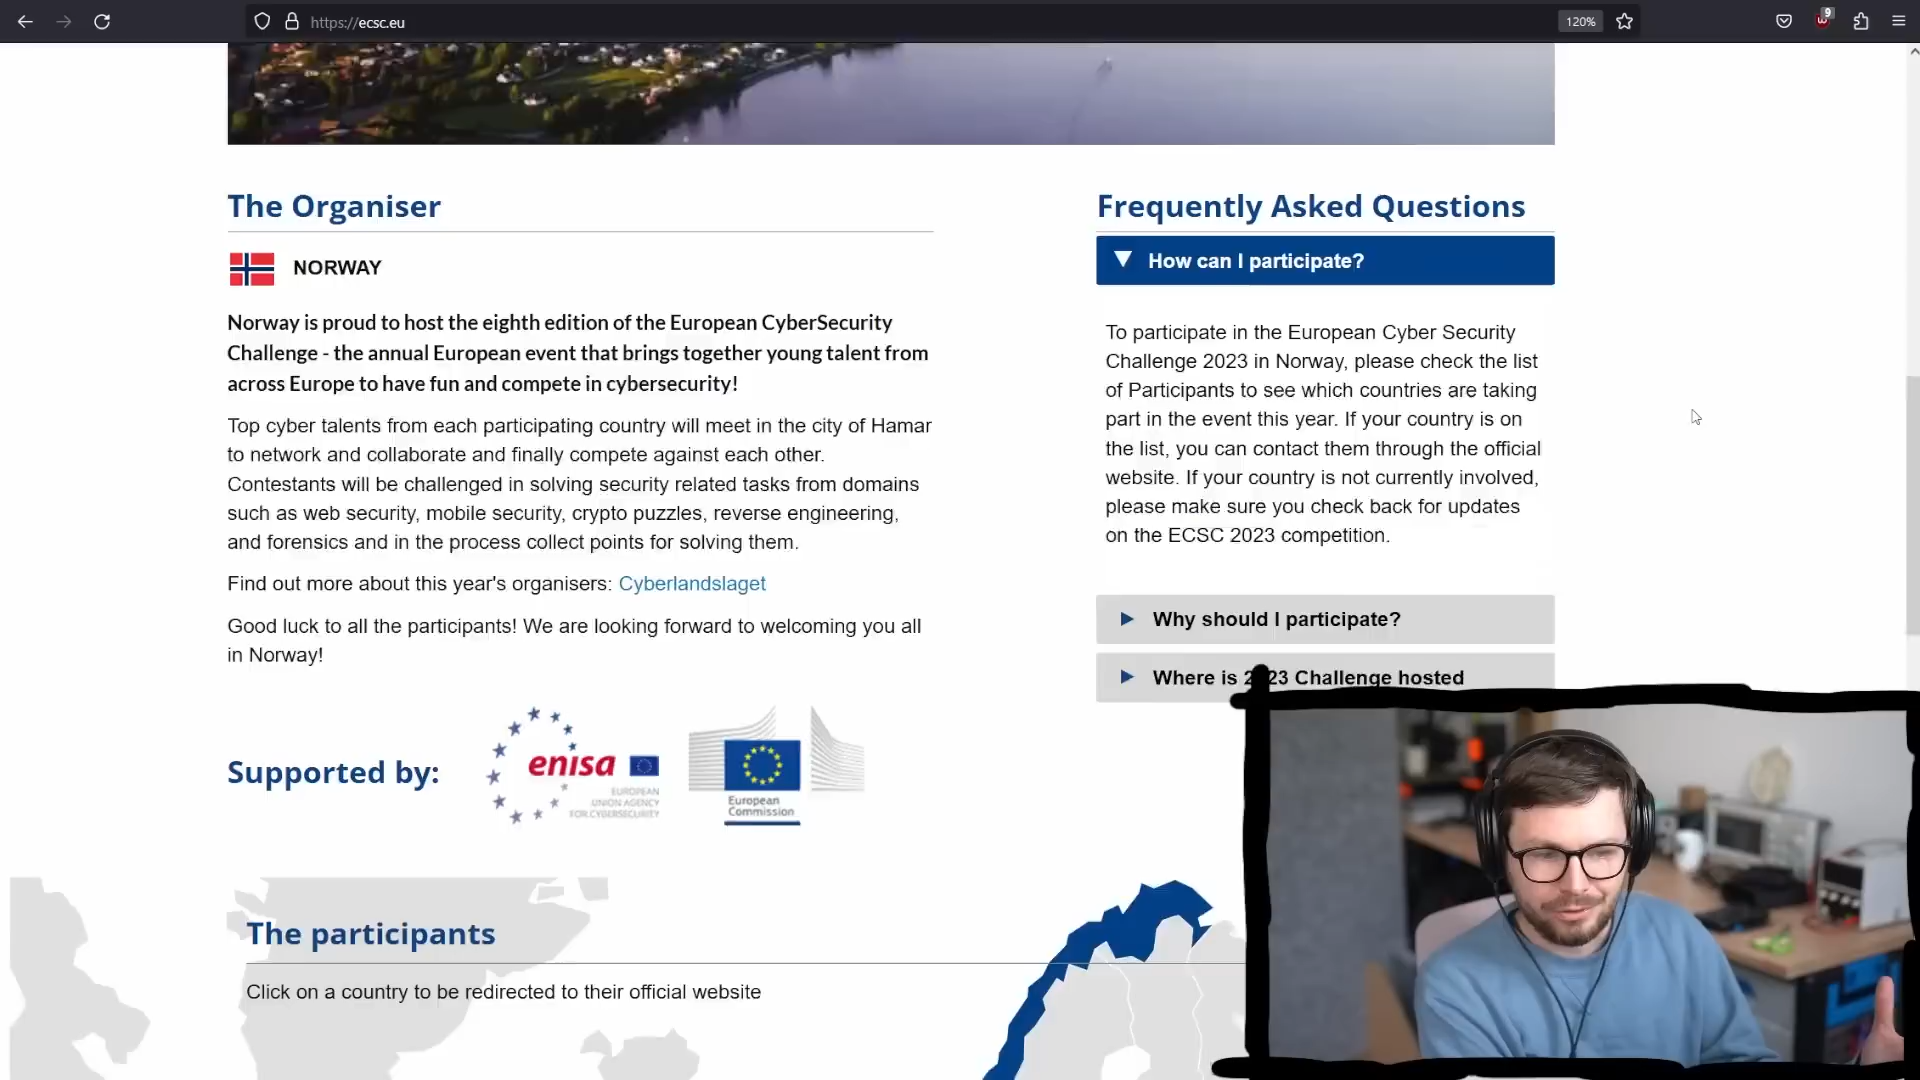 https://ecsc.eu
120%
9
The Organiser
NORWAY
Norway is proud to host the eighth edition of the European CyberSecurity
Challenge - the annual European event that brings together young talent from
across Europe to have fun and compete in cybersecurity!
Top cyber talents from each participating country will meet in the city of Hamar
to network and collaborate and finally compete against each other.
Contestants will be challenged in solving security related tasks from domains
such as web security, mobile security, crypto puzzles, reverse engineering,
and forensics and in the process collect points for solving them.
Find out more about this year's organisers: Cyberlandslaget
Good luck to all the participants! We are looking forward to welcoming you all
in Norway!
Supported by:
enisa
EUROPEAN
UNION AGENCY
FOR CYBERSECURITY
European
Commission
Frequently Asked Questions
How can I participate?
To participate in the European Cyber Security
Challenge 2023 in Norway, please check the list
of Participants to see which countries are taking
part in the event this year. If your country is on
the list, you can contact them through the official
website. If your country is not currently involved,
please make sure you check back for updates
on the ECSC 2023 competition.
Why should I participate?
Where is 2023 Challenge hosted
The participants
Click on a country to be redirected to their official website